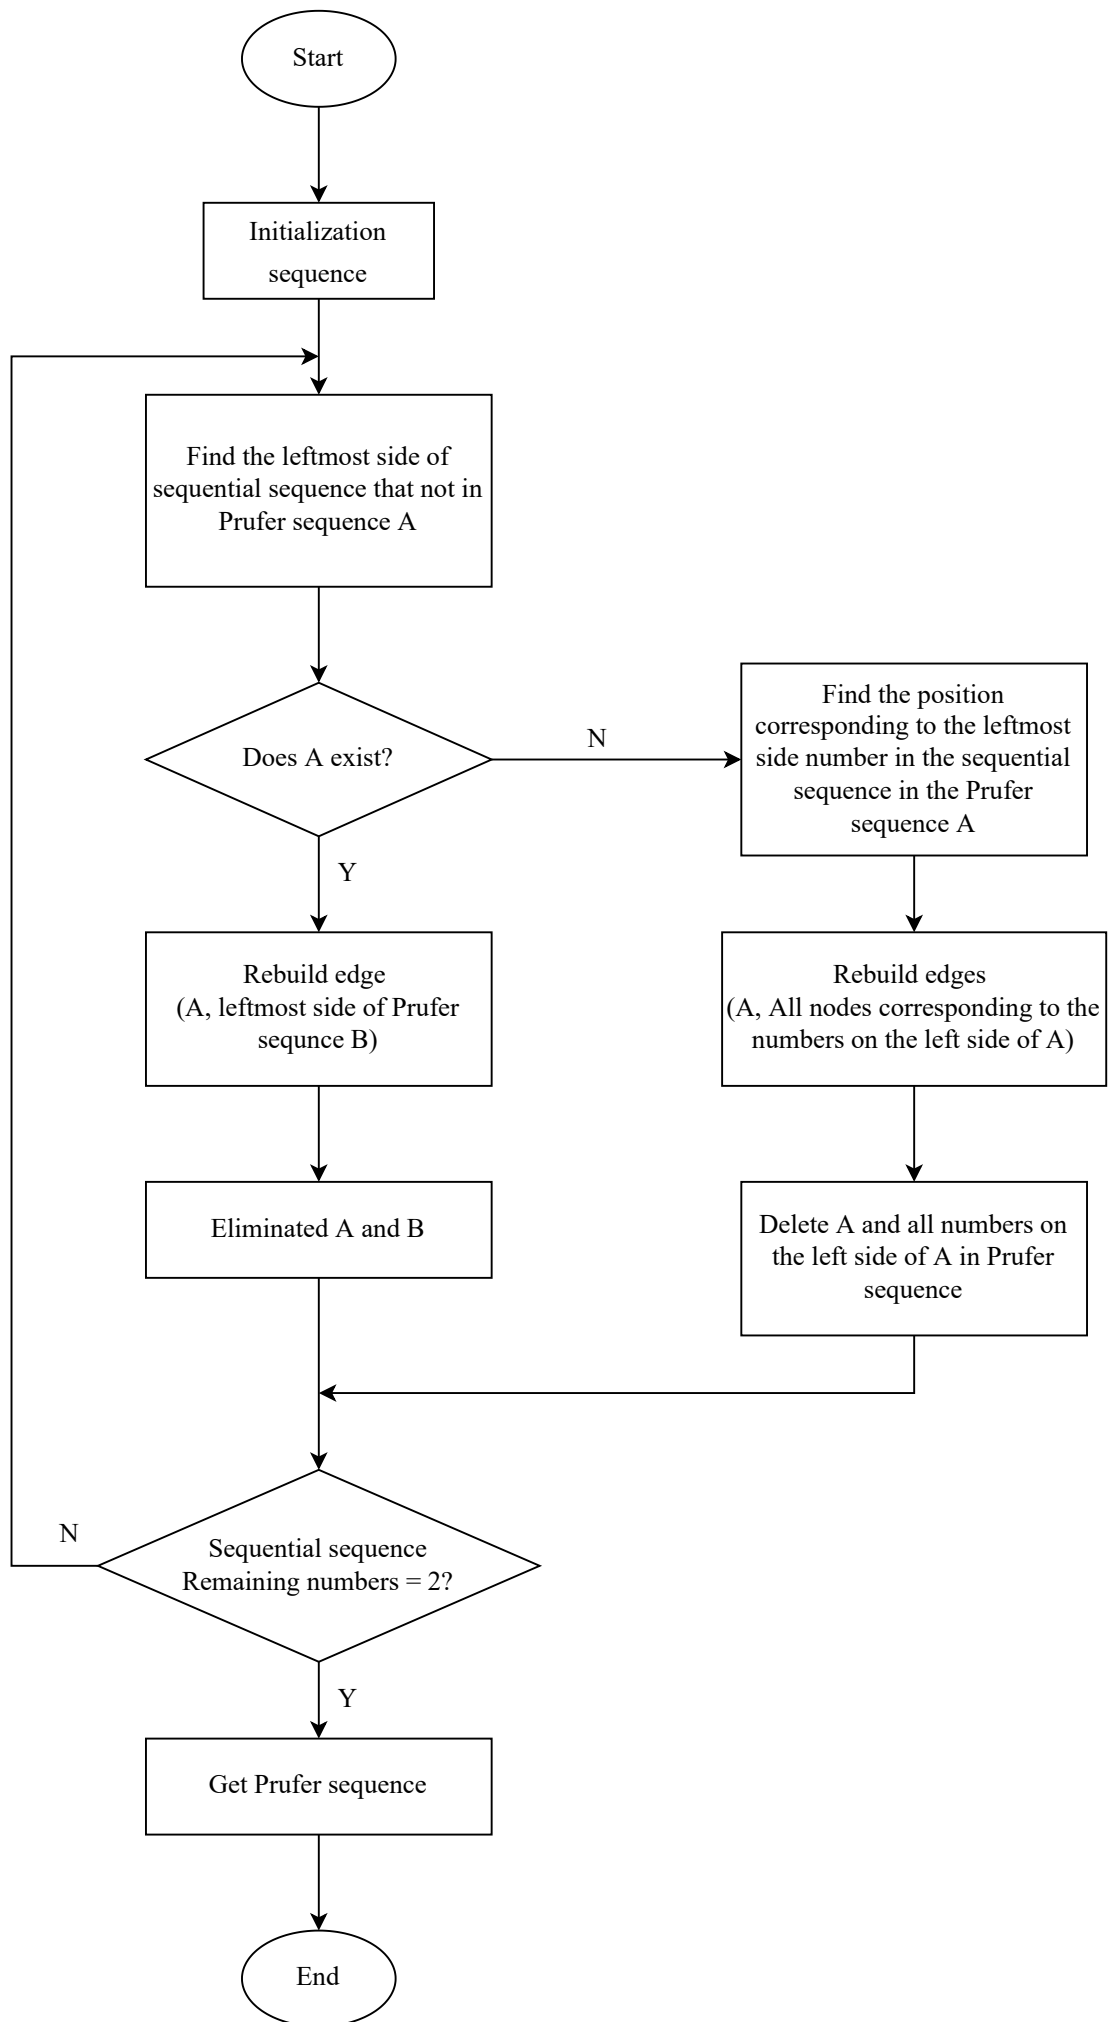 Start
Initialization
sequence
Find the leftmost side of
sequential sequence that not in
Prufer sequence A
Does A exist?
N
Find the position
corresponding to the leftmost
side number in the sequential
sequence in the Prufer
sequence A
Y
Rebuild edge
(A, leftmost side of Prufer
sequnce B)
Rebuild edges
(A, All nodes corresponding to the
numbers on the left side of A)
Eliminated A and B
Delete A and all numbers on
the left side of A in Prufer
sequence
N
Sequential sequence
Remaining numbers = 2?
Y
Get Prufer sequence
End